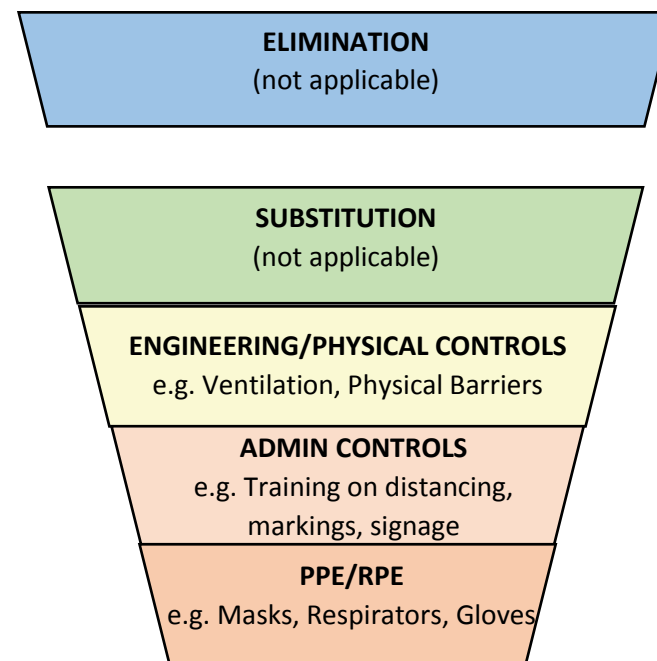 ELIMINATION
(not applicable)
SUBSTITUTION
(not applicable)
ENGINEERING/PHYSICAL CONTROLS
e.g. Ventilation, Physical Barriers
ADMIN CONTROLS
e.g. Training on distancing,
markings, signage
PPE/RPE
e.g. Masks, Respirators, Gloves